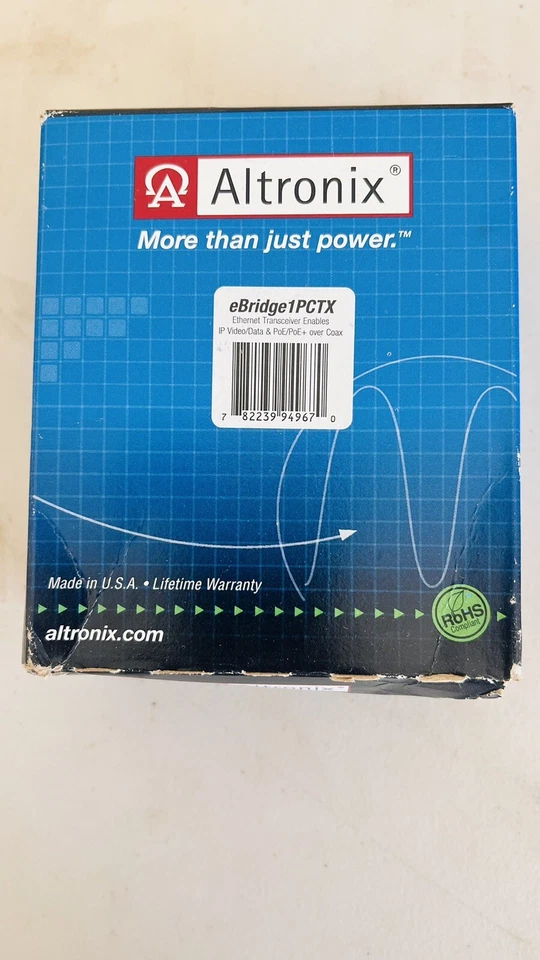 Altronix®
More than just power.™
eBridge1PCTX
Ethernet Transceiver Enables
IP Video/Data & PoE/PoE+ over Coax
7 82239 94967 0
Made in U.S.A. • Lifetime Warranty
RoHS
Compliant
altronix.com